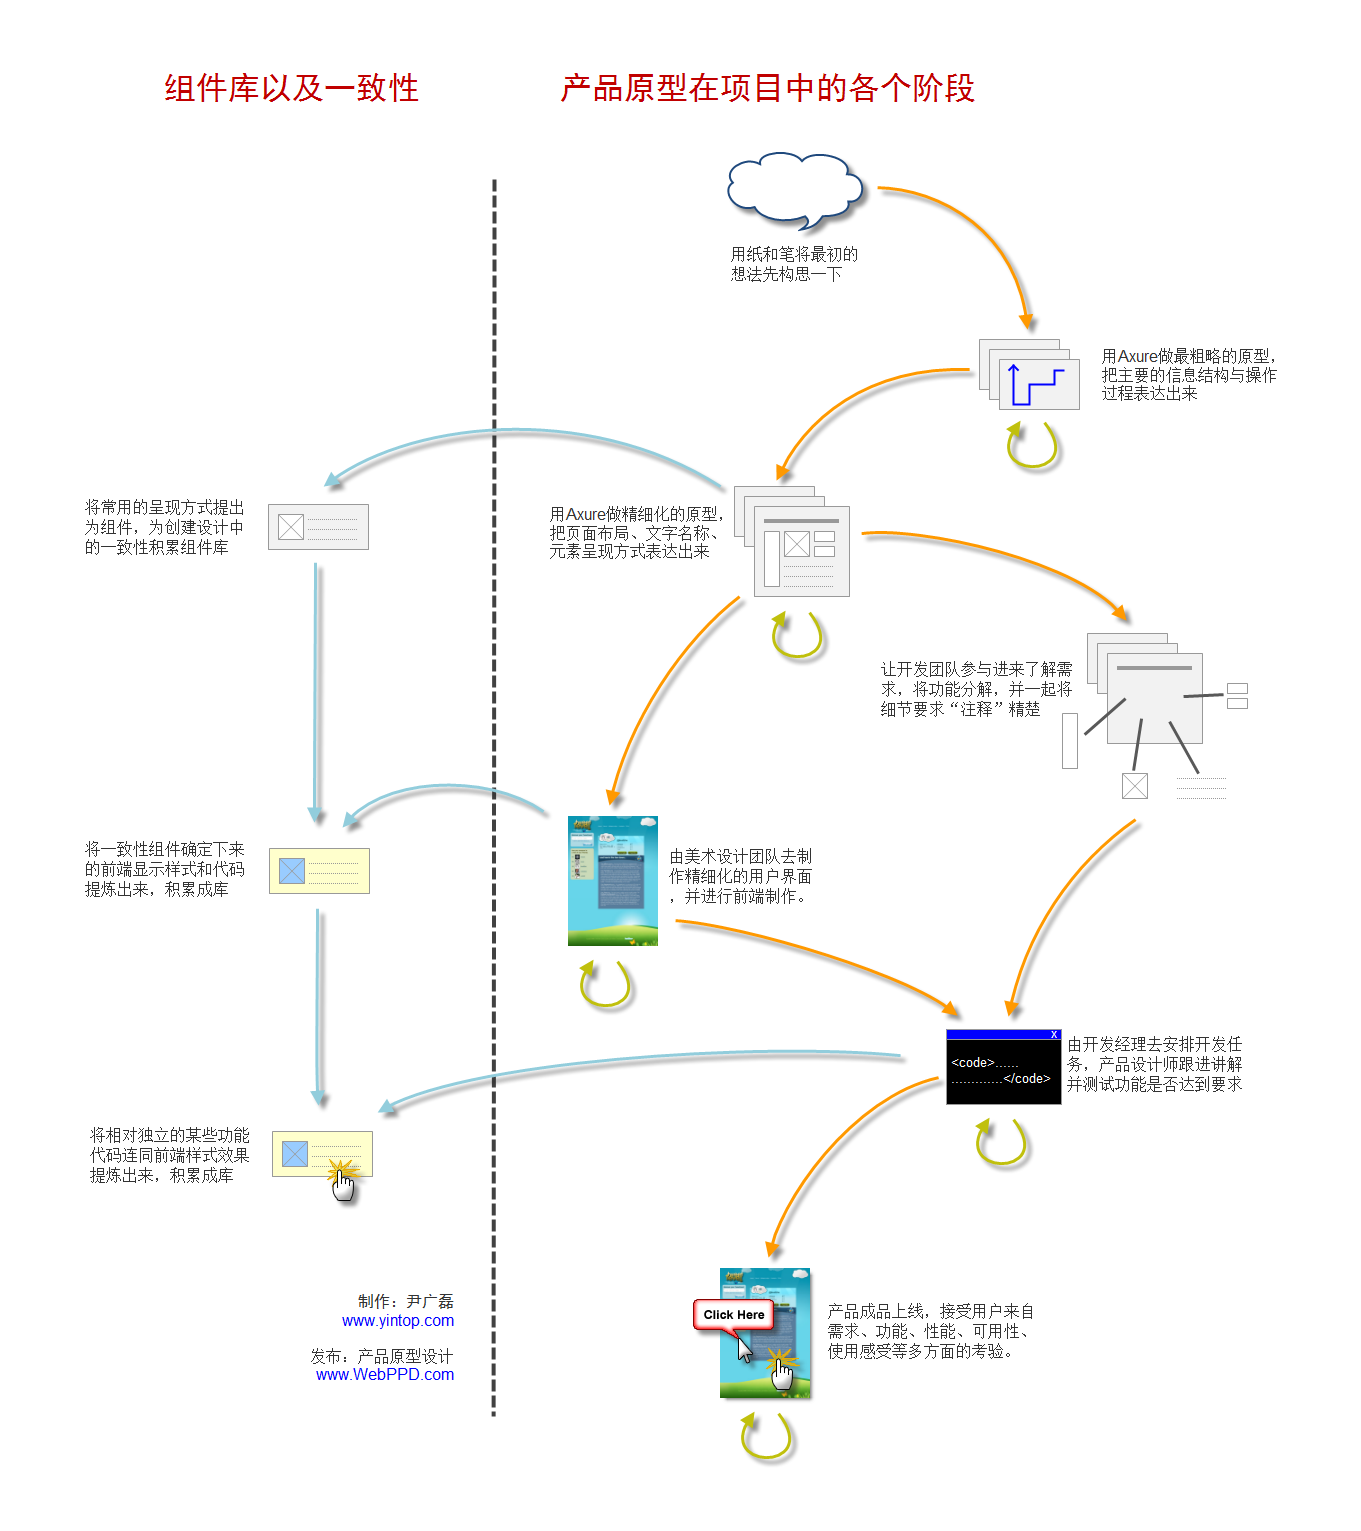 组件库以及一致性
产品原型在项目中的各个阶段
用纸和笔将最初的
想法先构思一下
用Axure做最粗略的原型，
把主要的信息结构与操作
过程表达出来
将常用的呈现方式提出
为组件，为创建设计中
的一致性积累组件库
用Axure做精细化的原型，
把页面布局、文字名称、
元素呈现方式表达出来
让开发团队参与进来了解需
求，将功能分解，并一起将
细节要求“注释”精楚
将一致性组件确定下来
的前端显示样式和代码
提炼出来，积累成库
由美术设计团队去制
作精细化的用户界面
，并进行前端制作。
X
<code>......
.............</code>
由开发经理去安排开发任
务，产品设计师跟进讲解
并测试功能是否达到要求
将相对独立的某些功能
代码连同前端样式效果
提炼出来，积累成库
Click Here
产品成品上线，接受用户来自
需求、功能、性能、可用性、
使用感受等多方面的考验。
制作：尹广磊
www.yintop.com
发布：产品原型设计
www.WebPPD.com